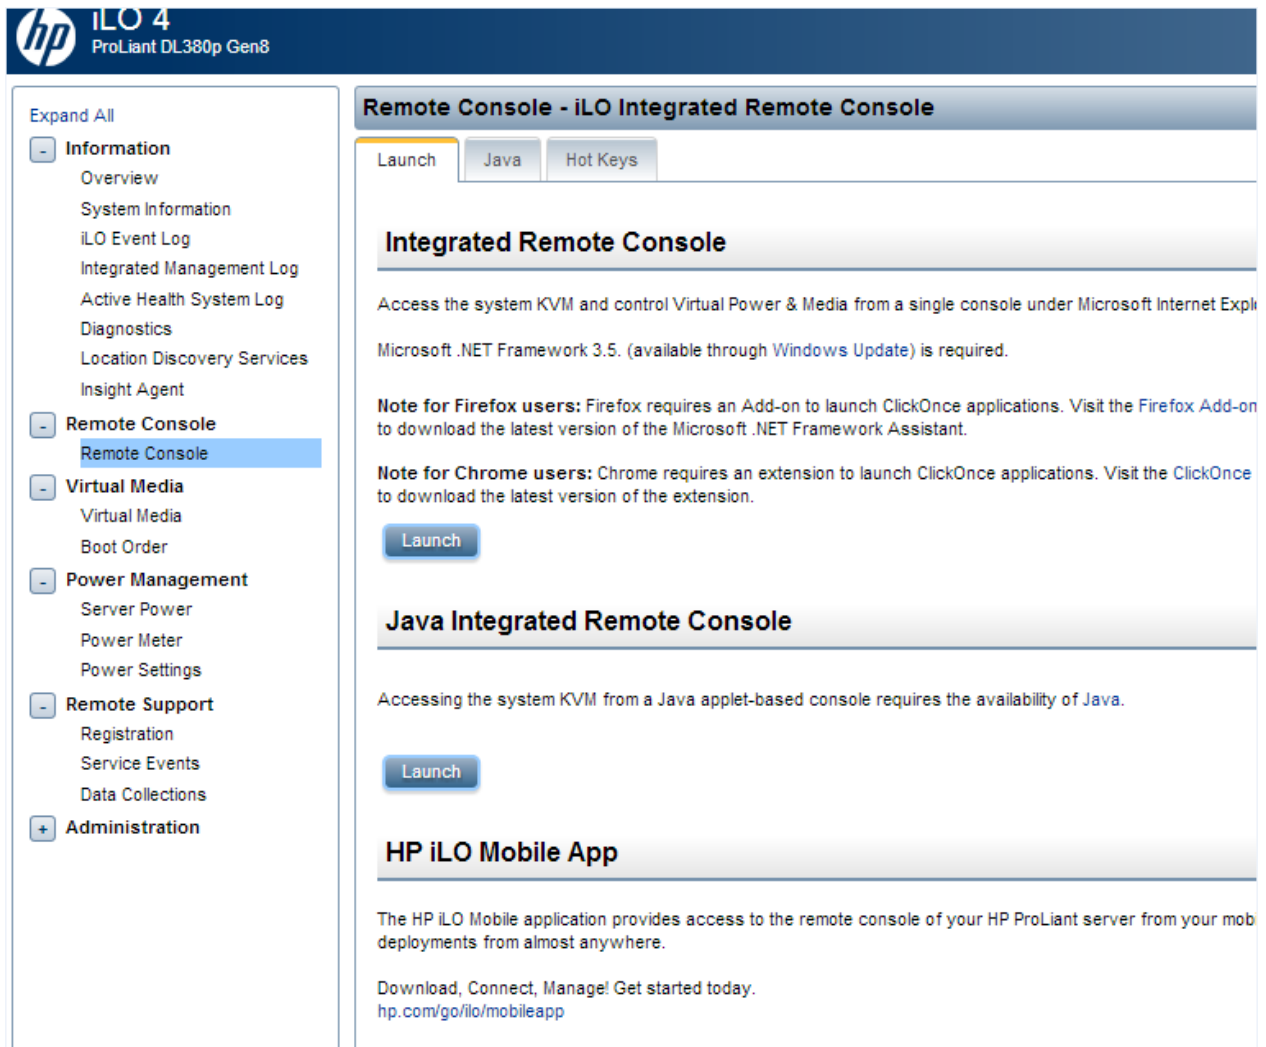 hp
iLO 4
ProLiant DL380p Gen8
Expand All
- Information
Overview
System Information
iLO Event Log
Integrated Management Log
Active Health System Log
Diagnostics
Location Discovery Services
Insight Agent
- Remote Console
Remote Console
- Virtual Media
Virtual Media
Boot Order
- Power Management
Server Power
Power Meter
Power Settings
- Remote Support
Registration
Service Events
Data Collections
+ Administration
Remote Console - iLO Integrated Remote Console
Launch Java Hot Keys
Integrated Remote Console
Access the system KVM and control Virtual Power & Media from a single console under Microsoft Internet
Microsoft .NET Framework 3.5. (available through Windows Update) is required.
Note for Firefox users: Firefox requires an Add-on to launch ClickOnce applications. Visit the Firefox Add-on
to download the latest version of the Microsoft .NET Framework Assistant.
Note for Chrome users: Chrome requires an extension to launch ClickOnce applications. Visit the ClickOnce
to download the latest version of the extension.
Launch
Java Integrated Remote Console
Accessing the system KVM from a Java applet-based console requires the availability of Java.
Launch
HP iLO Mobile App
The HP iLO Mobile application provides access to the remote console of your HP ProLiant server from your
deployments from almost anywhere.
Download, Connect, Manage! Get started today.
hp.com/go/ilo/mobileapp